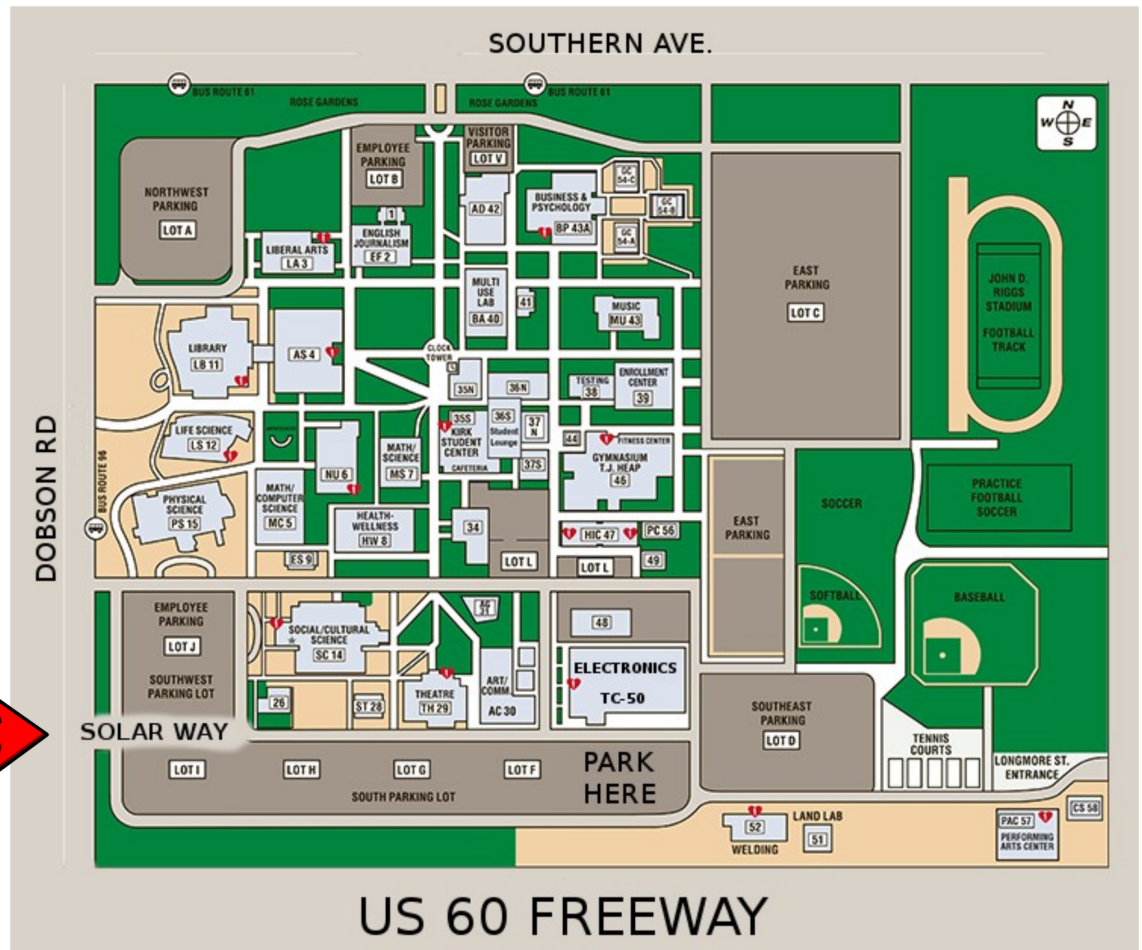 SOUTHERN AVE.
BUS ROUTE 61
BUS ROUTE 61
ROSE GARDENS
ROSE GARDENS
N
W E
S
EMPLOYEE
PARKING
LOT B
VISITOR
PARKING
LOT V
NORTHWEST
PARKING
LOT A
1
AD 42
BUSINESS &
PSYCHOLOGY
BP 43A
GC
54-C
GC
54-B
GC
54-A
ENGLISH
JOURNALISM
EF 2
LIBERAL ARTS
LA 3
MULTI
USE
LAB
BA 40
41
MUSIC
MU 43
EAST
PARKING
LOT C
JOHN D.
RIGGS
STADIUM
FOOTBALL
TRACK
LIBRARY
LB 11
AS 4
CLOCK
TOWER
35N
36N
TESTING
38
ENROLLMENT
CENTER
39
LIFE SCIENCE
LS 12
NU 6
MATH/
SCIENCE
MS 7
35S
KIRK
STUDENT
CENTER
CAFETERIA
36S
Student
Lounge
37
N
37S
44
FITNESS CENTER
GYMNASIUM
T.J. HEAP
46
DOBSON RD
BUS ROUTE 96
PHYSICAL
SCIENCE
PS 15
MATH/
COMPUTER
SCIENCE
MC 5
HEALTH-
WELLNESS
HW 8
ES 9
34
LOT L
HIC 47
LOT L
PC 56
49
EAST
PARKING
SOCCER
PRACTICE
FOOTBALL
SOCCER
SOFTBALL
BASEBALL
EMPLOYEE
PARKING
LOT J
SOUTHWEST
PARKING LOT
SOCIAL/CULTURAL
SCIENCE
SC 14
26
ST 28
THEATRE
TH 29
AG
31
ART/
COMM.
AC 30
48
ELECTRONICS
TC-50
SOUTHEAST
PARKING
LOT D
TENNIS
COURTS
LONGMORE ST.
ENTRANCE
SOLAR WAY
LOT I
LOT H
LOT G
LOT F
SOUTH PARKING LOT
PARK
HERE
52
WELDING
LAND LAB
51
PAC 57
PERFORMING
ARTS CENTER
CS 58
US 60 FREEWAY